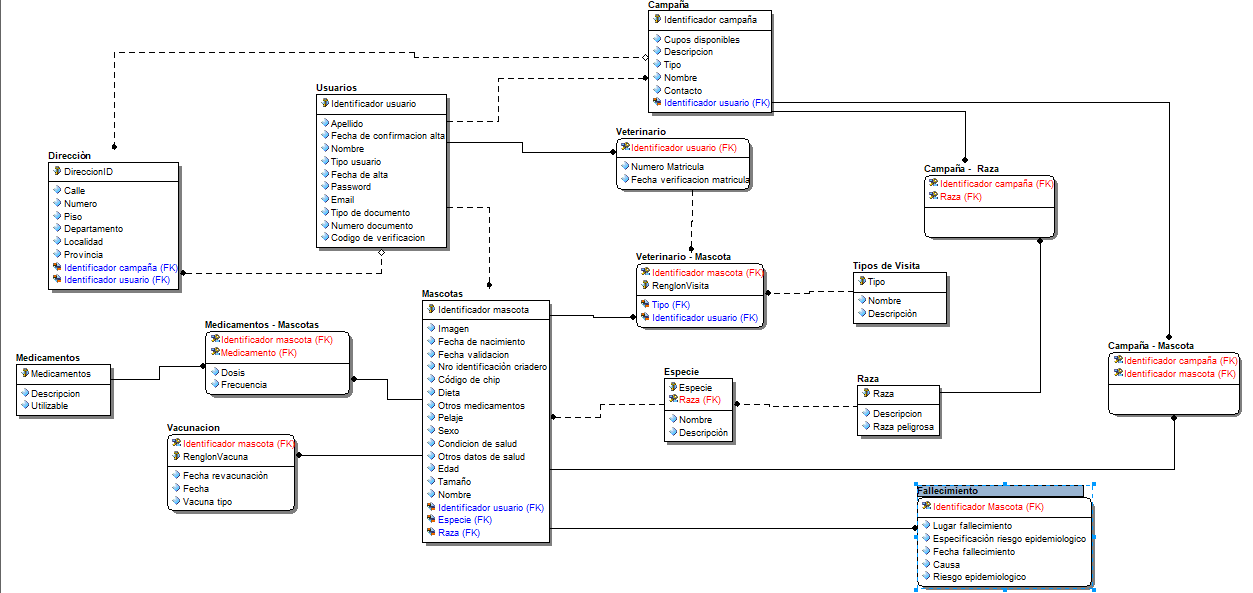 Campaña
Identificador campaña
Cupos disponibles
Descripcion
Tipo
Nombre
Contacto
Identificador usuario (FK)
Usuarios
Identificador usuario
Apellido
Fecha de confirmacion alta
Nombre
Tipo usuario
Fecha de alta
Password
Email
Tipo de documento
Numero documento
Codigo de verificacion
Veterinario
Identificador usuario (FK)
Numero Matricula
Fecha verificacion matricula
Direcciòn
DireccionID
Calle
Numero
Piso
Departamento
Localidad
Provincia
Identificador campaña (FK)
Identificador usuario (FK)
Campaña - Raza
Identificador campaña (FK)
Raza (FK)
Veterinario - Mascota
Identificador mascota (FK)
RenglonVisita
Tipo (FK)
Identificador usuario (FK)
Tipos de Visita
Tipo
Nombre
Descripción
Mascotas
Identificador mascota
Imagen
Fecha de nacimiento
Fecha validacion
Nro identificación criadero
Código de chip
Dieta
Otros medicamentos
Pelaje
Sexo
Condicion de salud
Otros datos de salud
Edad
Tamaño
Nombre
Identificador usuario (FK)
Especie (FK)
Raza (FK)
Medicamentos - Mascotas
Identificador mascota (FK)
Medicamento (FK)
Dosis
Frecuencia
Medicamentos
Medicamentos
Descripcion
Utilizable
Vacunacion
Identificador mascota (FK)
RenglonVacuna
Fecha revacunación
Fecha
Vacuna tipo
Especie
Especie
Raza (FK)
Nombre
Descripciòn
Raza
Raza
Descripcion
Raza peligrosa
Campaña - Mascota
Identificador campaña (FK)
Identificador mascota (FK)
Fallecimiento
Identificador Mascota (FK)
Lugar fallecimiento
Especificación riesgo epidemiologico
Fecha fallecimiento
Causa
Riesgo epidemiologico